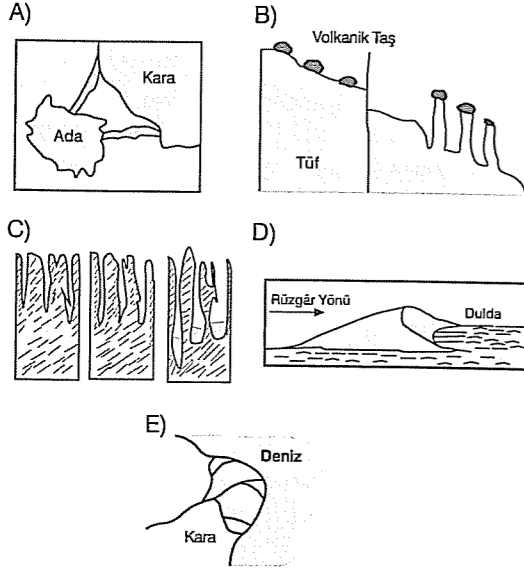 A)
Kara
Ada
B)
Volkanik Taş
Tüf
C)
D)
Rüzgâr Yönü
Dulda
E)
Deniz
Kara